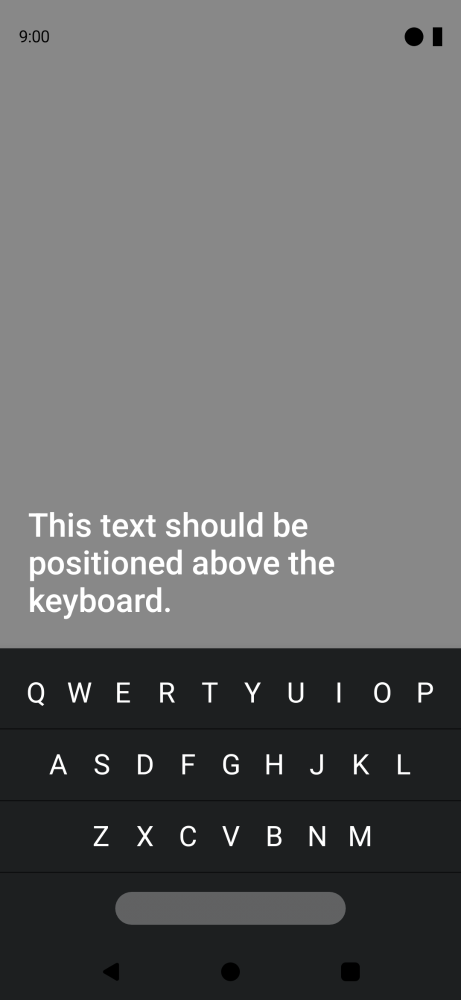 9:00
This text should be
positioned above the
keyboard.
Q W E R T Y U I O P
A S D F G H J K L
Z X C V B N M